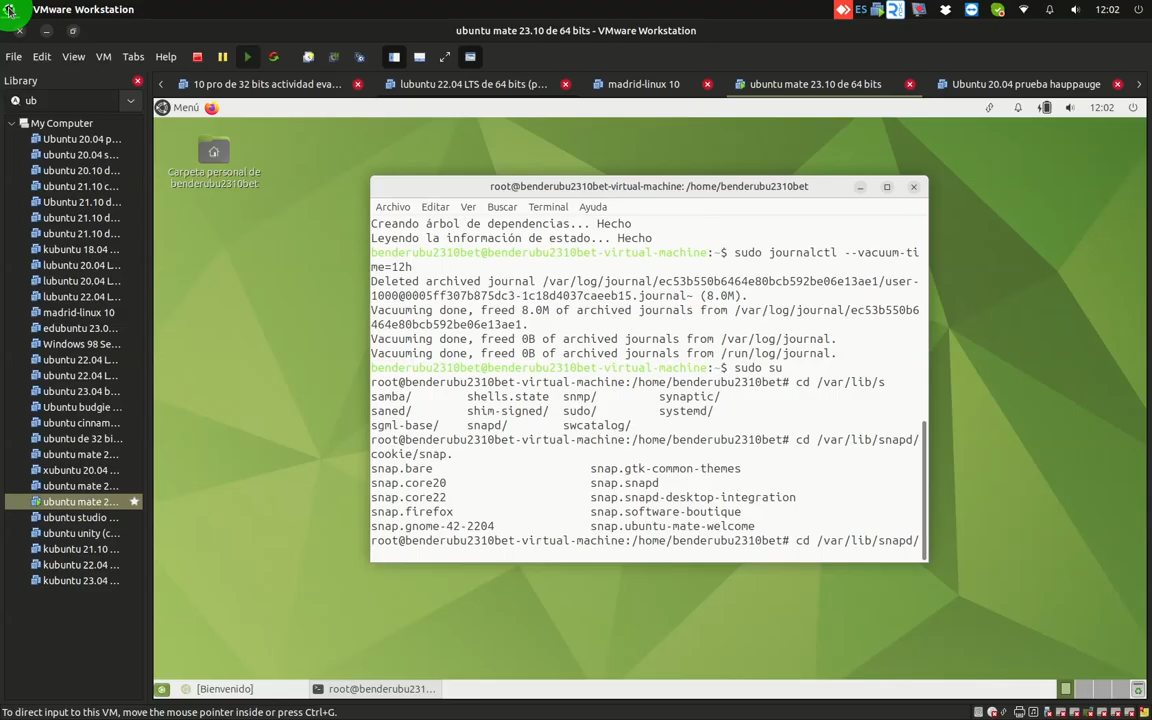 VMware Workstation
ES
12:02
ubuntu mate 23.10 de 64 bits - VMware Workstation
File Edit View VM Tabs Help
Library
10 pro de 32 bits actividad eva...
lubuntu 22.04 LTS de 64 bits (p...
madrid-linux 10
ubuntu mate 23.10 de 64 bits
Ubuntu 20.04 prueba hauppauge
ub
Menú
12:02
My Computer
Ubuntu 20.04 p...
ubuntu 20.04 s...
ubuntu 20.10 d...
ubuntu 21.10 c...
Ubuntu 21.10 d...
ubuntu 21.10 d...
ubuntu 21.10 d...
kubuntu 18.04 ...
lubuntu 20.04 L...
lubuntu 20.04 L...
lubuntu 22.04 L...
madrid-linux 10
edubuntu 23.0...
Windows 98 Se...
ubuntu 22.04 L...
ubuntu 22.04 L...
ubuntu 23.04 b...
Ubuntu budgie ...
ubuntu cinnam...
ubuntu de 32 bi...
ubuntu mate 2...
xubuntu 20.04 ...
ubuntu mate 2...
ubuntu mate 2...
ubuntu studio ...
ubuntu unity (c...
kubuntu 21.10 ...
kubuntu 22.04 ...
kubuntu 23.04 ...
Carpeta personal de
benderubu2310bet
root@benderubu2310bet-virtual-machine: /home/benderubu2310bet
Archivo Editar Ver Buscar Terminal Ayuda
Creando árbol de dependencias... Hecho
Leyendo la información de estado... Hecho
benderubu2310bet@benderubu2310bet-virtual-machine:~$ sudo journalctl --vacuum-ti
me=12h
Deleted archived journal /var/log/journal/ec53b550b6464e80bcb592be06e13ae1/user-
1000@0005ff307b875dc3-1c18d4037caeeb15.journal~ (8.0M).
Vacuuming done, freed 8.0M of archived journals from /var/log/journal/ec53b550b6
464e80bcb592be06e13ae1.
Vacuuming done, freed 0B of archived journals from /var/log/journal.
Vacuuming done, freed 0B of archived journals from /run/log/journal.
benderubu2310bet@benderubu2310bet-virtual-machine:~$ sudo su
root@benderubu2310bet-virtual-machine:/home/benderubu2310bet# cd /var/lib/s
samba/ shells.state snmp/ synaptic/
saned/ shim-signed/ sudo/ systemd/
sgml-base/ snapd/ swcatalog/
root@benderubu2310bet-virtual-machine:/home/benderubu2310bet# cd /var/lib/snapd/
cookie/snap.
snap.bare snap.gtk-common-themes
snap.core20 snap.snapd
snap.core22 snap.snapd-desktop-integration
snap.firefox snap.software-boutique
snap.gnome-42-2204 snap.ubuntu-mate-welcome
root@benderubu2310bet-virtual-machine:/home/benderubu2310bet# cd /var/lib/snapd/
[Bienvenido]
root@benderubu231...
To direct input to this VM, move the mouse pointer inside or press Ctrl+G.